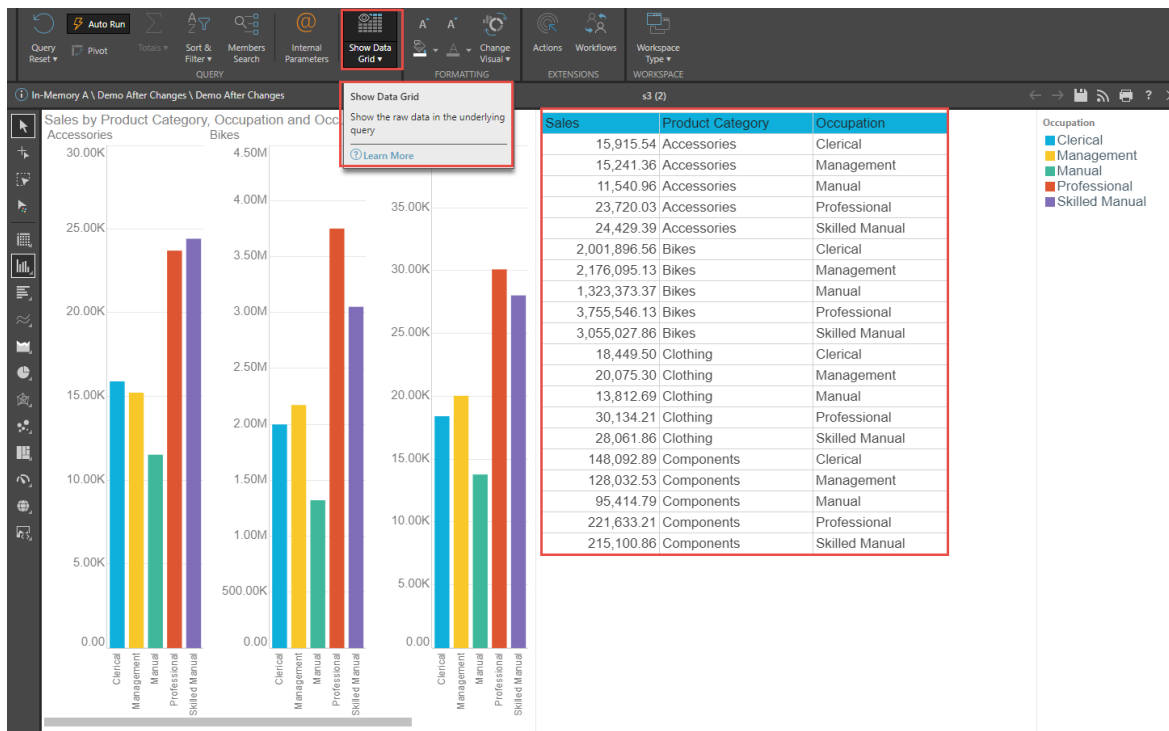 Query Reset
Auto Run
Pivot
Totals
Sort & Filter
Members Search
Internal Parameters
Show Data Grid
A A
Change Visual
Actions
Workflows
Workspace Type
QUERY
FORMATTING
EXTENSIONS
WORKSPACE
In-Memory A \ Demo After Changes \ Demo After Changes
s3 (2)
?
Show Data Grid
Show the raw data in the underlying
query
? Learn More
Sales by Product Category, Occupation and Occ
Accessories
30.00K
25.00K
20.00K
15.00K
10.00K
5.00K
0.00
Clerical
Management
Manual
Professional
Skilled Manual
Bikes
4.50M
4.00M
3.50M
3.00M
2.50M
2.00M
1.50M
1.00M
500.00K
0.00
Clerical
Management
Manual
Professional
Skilled Manual
35.00K
30.00K
25.00K
20.00K
15.00K
10.00K
5.00K
0.00
Clerical
Management
Manual
Professional
Skilled Manual
Sales Product Category Occupation
15,915.54 Accessories Clerical
15,241.36 Accessories Management
11,540.96 Accessories Manual
23,720.03 Accessories Professional
24,429.39 Accessories Skilled Manual
2,001,896.56 Bikes Clerical
2,176,095.13 Bikes Management
1,323,373.37 Bikes Manual
3,755,546.13 Bikes Professional
3,055,027.86 Bikes Skilled Manual
18,449.50 Clothing Clerical
20,075.30 Clothing Management
13,812.69 Clothing Manual
30,134.21 Clothing Professional
28,061.86 Clothing Skilled Manual
148,092.89 Components Clerical
128,032.53 Components Management
95,414.79 Components Manual
221,633.21 Components Professional
215,100.86 Components Skilled Manual
Occupation
Clerical
Management
Manual
Professional
Skilled Manual